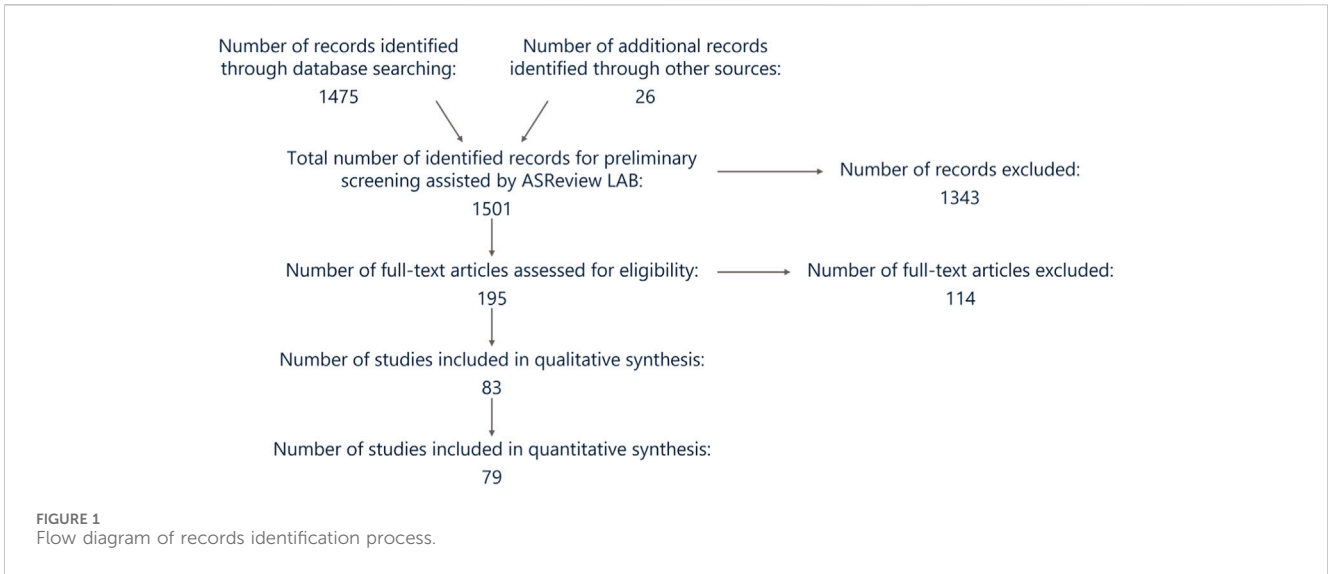 Number of records identified
through database searching:
1475
Number of additional records
identified through other sources:
26
Total number of identified records for preliminary
screening assisted by ASReview LAB:
1501
Number of records excluded:
1343
Number of full-text articles assessed for eligibility:
195
Number of full-text articles excluded:
114
Number of studies included in qualitative synthesis:
83
Number of studies included in quantitative synthesis:
79
FIGURE 1
Flow diagram of records identification process.